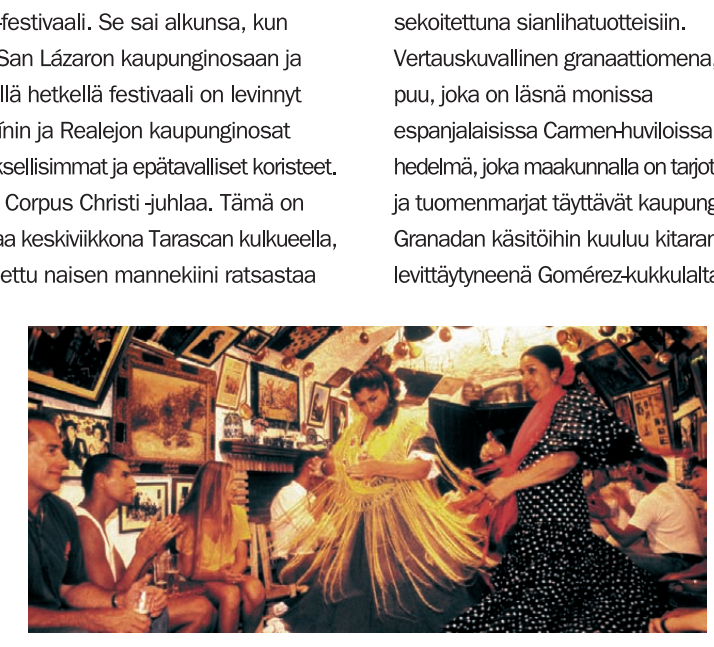 -festivaali. Se sai alkunsa, kun
San Lázaron kaupunginosaan ja
llä hetkellä festivaali on levinnyt
ínin ja Realejon kaupunginosat
ksellisimmat ja epätavalliset koristeet.
Corpus Christi -juhlaa. Tämä on
aa keskiviikkona Tarascan kulkueella,
ettu naisen mannekiini ratsastaa
sekoitettuna sianlihatuotteisiin.
Vertauskuvallinen granaattiomena,
puu, joka on läsnä monissa
espanjalaisissa Carmen-huviloissa
hedelmä, joka maakunnalla on tarjot
ja tuomenmarjat täyttävät kaupung
Granadan käsitöihin kuuluu kitaran
levittäytyneenä Gomérez-kukkulalta